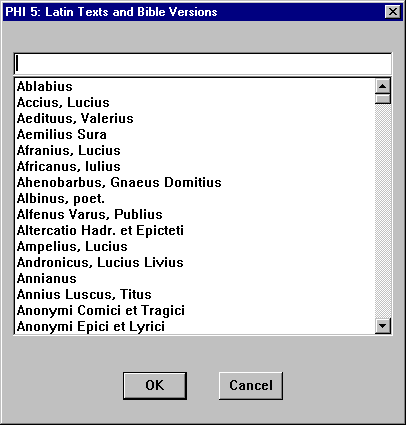 PHI 5: Latin Texts and Bible Versions
Ablabius
Accius, Lucius
Aedituus, Valerius
Aemilius Sura
Afranius, Lucius
Africanus, Iulius
Ahenobarbus, Gnaeus Domitius
Albinus, poet.
Alfenus Varus, Publius
Altercatio Hadr. et Epicteti
Ampelius, Lucius
Andronicus, Lucius Livius
Annianus
Annius Luscus, Titus
Anonymi Comici et Tragici
Anonymi Epici et Lyrici
OK Cancel